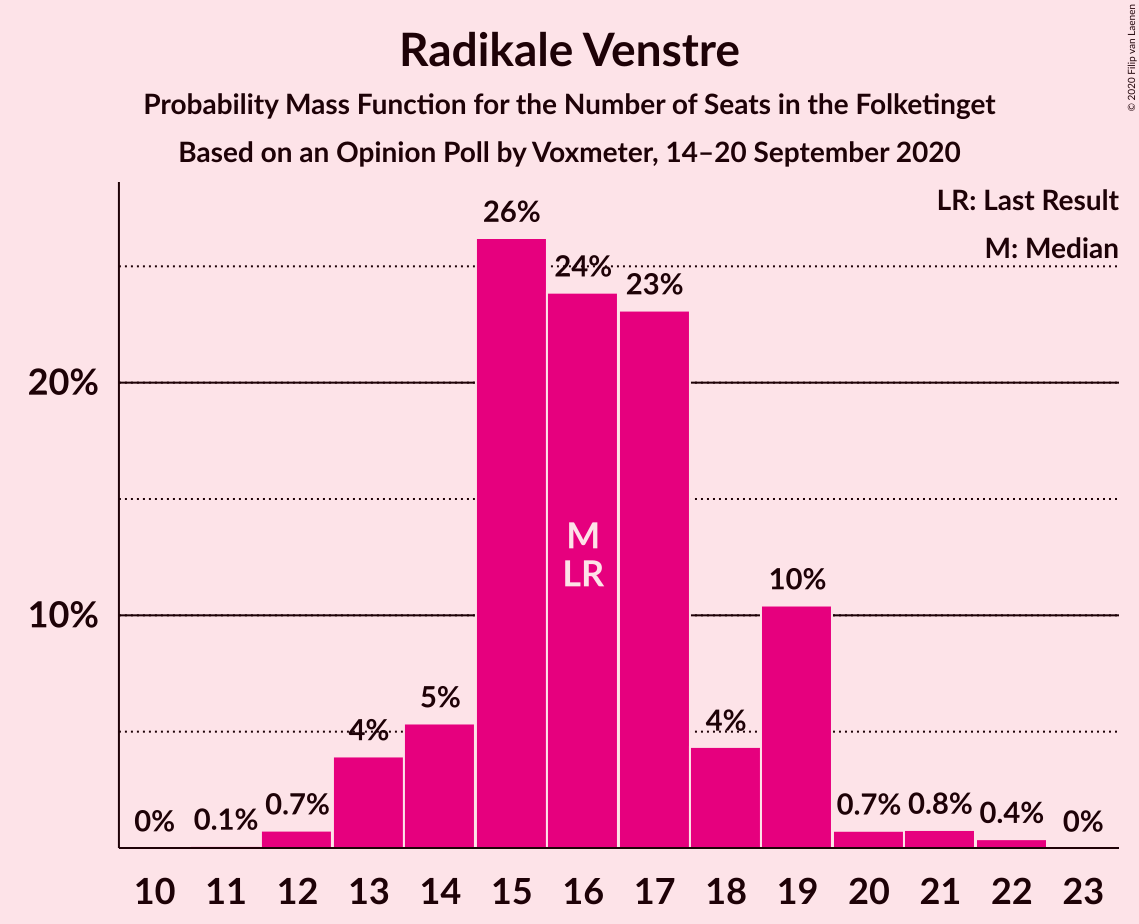 Radikale Venstre
Probability Mass Function for the Number of Seats in the Folketinget
Based on an Opinion Poll by Voxmeter, 14–20 September 2020
© 2020 Filip van Laenen
LR: Last Result
M: Median
20%
10%
0%
0.1%
0.7%
4%
5%
26%
24%
23%
4%
10%
0.7%
0.8%
0.4%
0%
M
LR
10 11 12 13 14 15 16 17 18 19 20 21 22 23